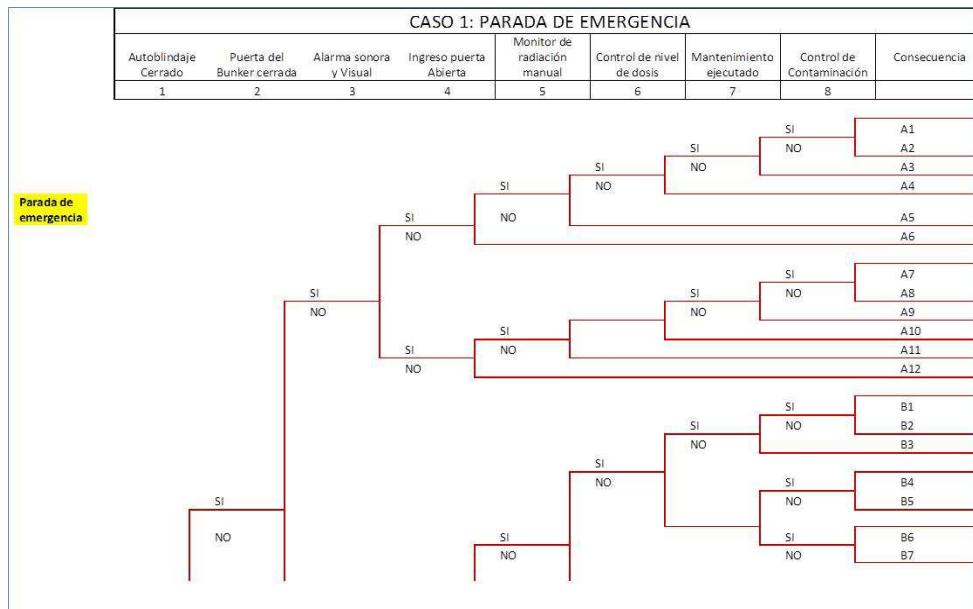 CASO 1: PARADA DE EMERGENCIA
Autoblindaje Cerrado
Puerta del Bunker cerrada
Alarma sonora y Visual
Ingreso puerta Abierta
Monitor de radiación manual
Control de nivel de dosis
Mantenimiento ejecutado
Control de Contaminación
Consecuencia
1 2 3 4 5 6 7 8
SI A1
NO A2
SI
NO A3
SI
NO A4
Parada de emergencia
SI
NO A5
SI
NO A6
SI A7
NO A8
SI
NO A9
SI
NO
A10
SI
NO A11
SI
NO A12
SI B1
NO B2
SI
NO B3
SI
NO
SI B4
NO B5
SI
NO
SI B6
NO B7
SI
NO